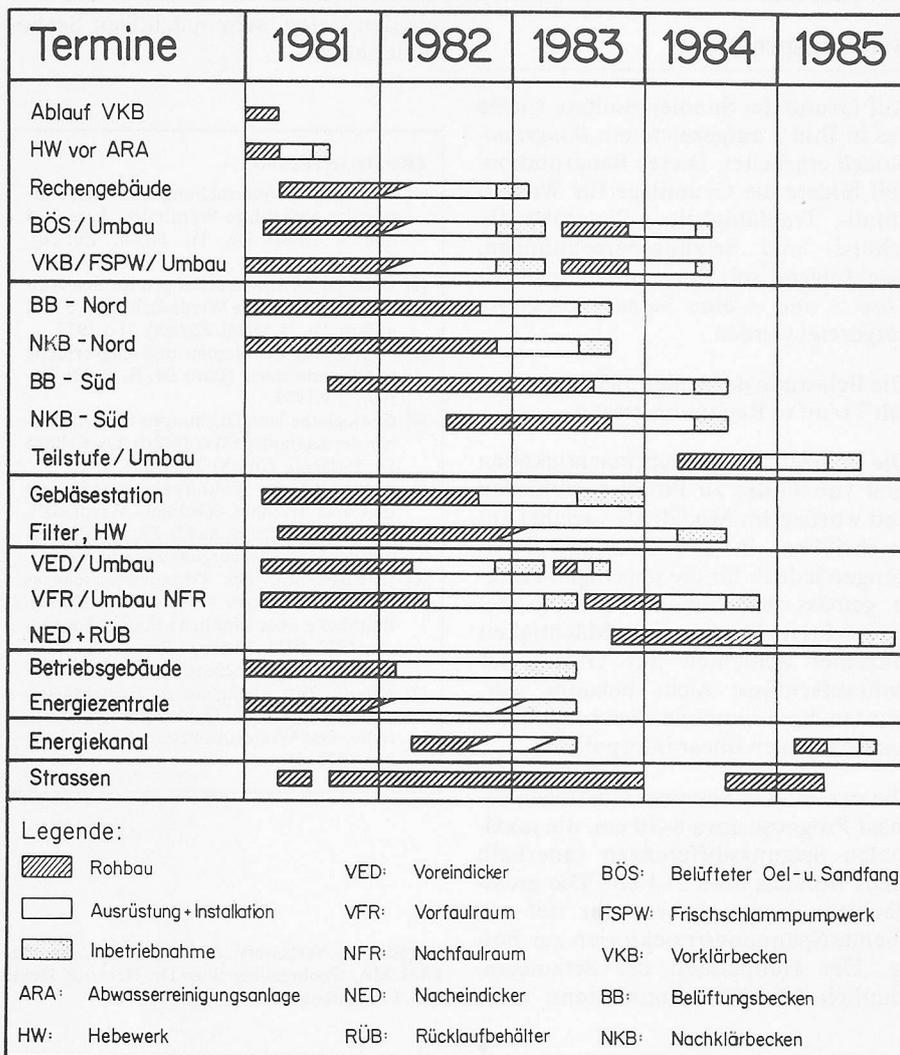 Termine 1981 1982 1983 1984 1985
Ablauf VKB
HW vor ARA
Rechengebäude
BÖS/Umbau
VKB/FSPW/Umbau
BB - Nord
NKB - Nord
BB - Süd
NKB - Süd
Teilstufe/Umbau
Gebläsestation
Filter, HW
VED/Umbau
VFR/Umbau NFR
NED + RÜB
Betriebsgebäude
Energiezentrale
Energiekanal
Strassen
Legende:
Rohbau
Ausrüstung + Installation
Inbetriebnahme
ARA: Abwasserreinigungsanlage
HW: Hebewerk
VED: Voreindicker
VFR: Vorfaulraum
NFR: Nachfaulraum
NED: Nacheindicker
RÜB: Rücklaufbehälter
BÖS: Belüfteter Oel- u. Sandfang
FSPW: Frischschlammpumpwerk
VKB: Vorklärbecken
BB: Belüftungsbecken
NKB: Nachklärbecken